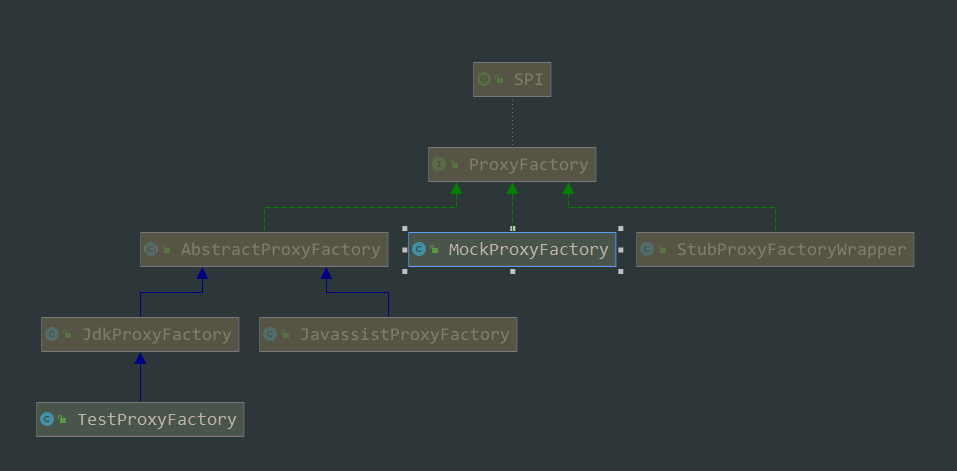 SPI
ProxyFactory
AbstractProxyFactory
MockProxyFactory
StubProxyFactoryWrapper
JdkProxyFactory
JavassistProxyFactory
TestProxyFactory